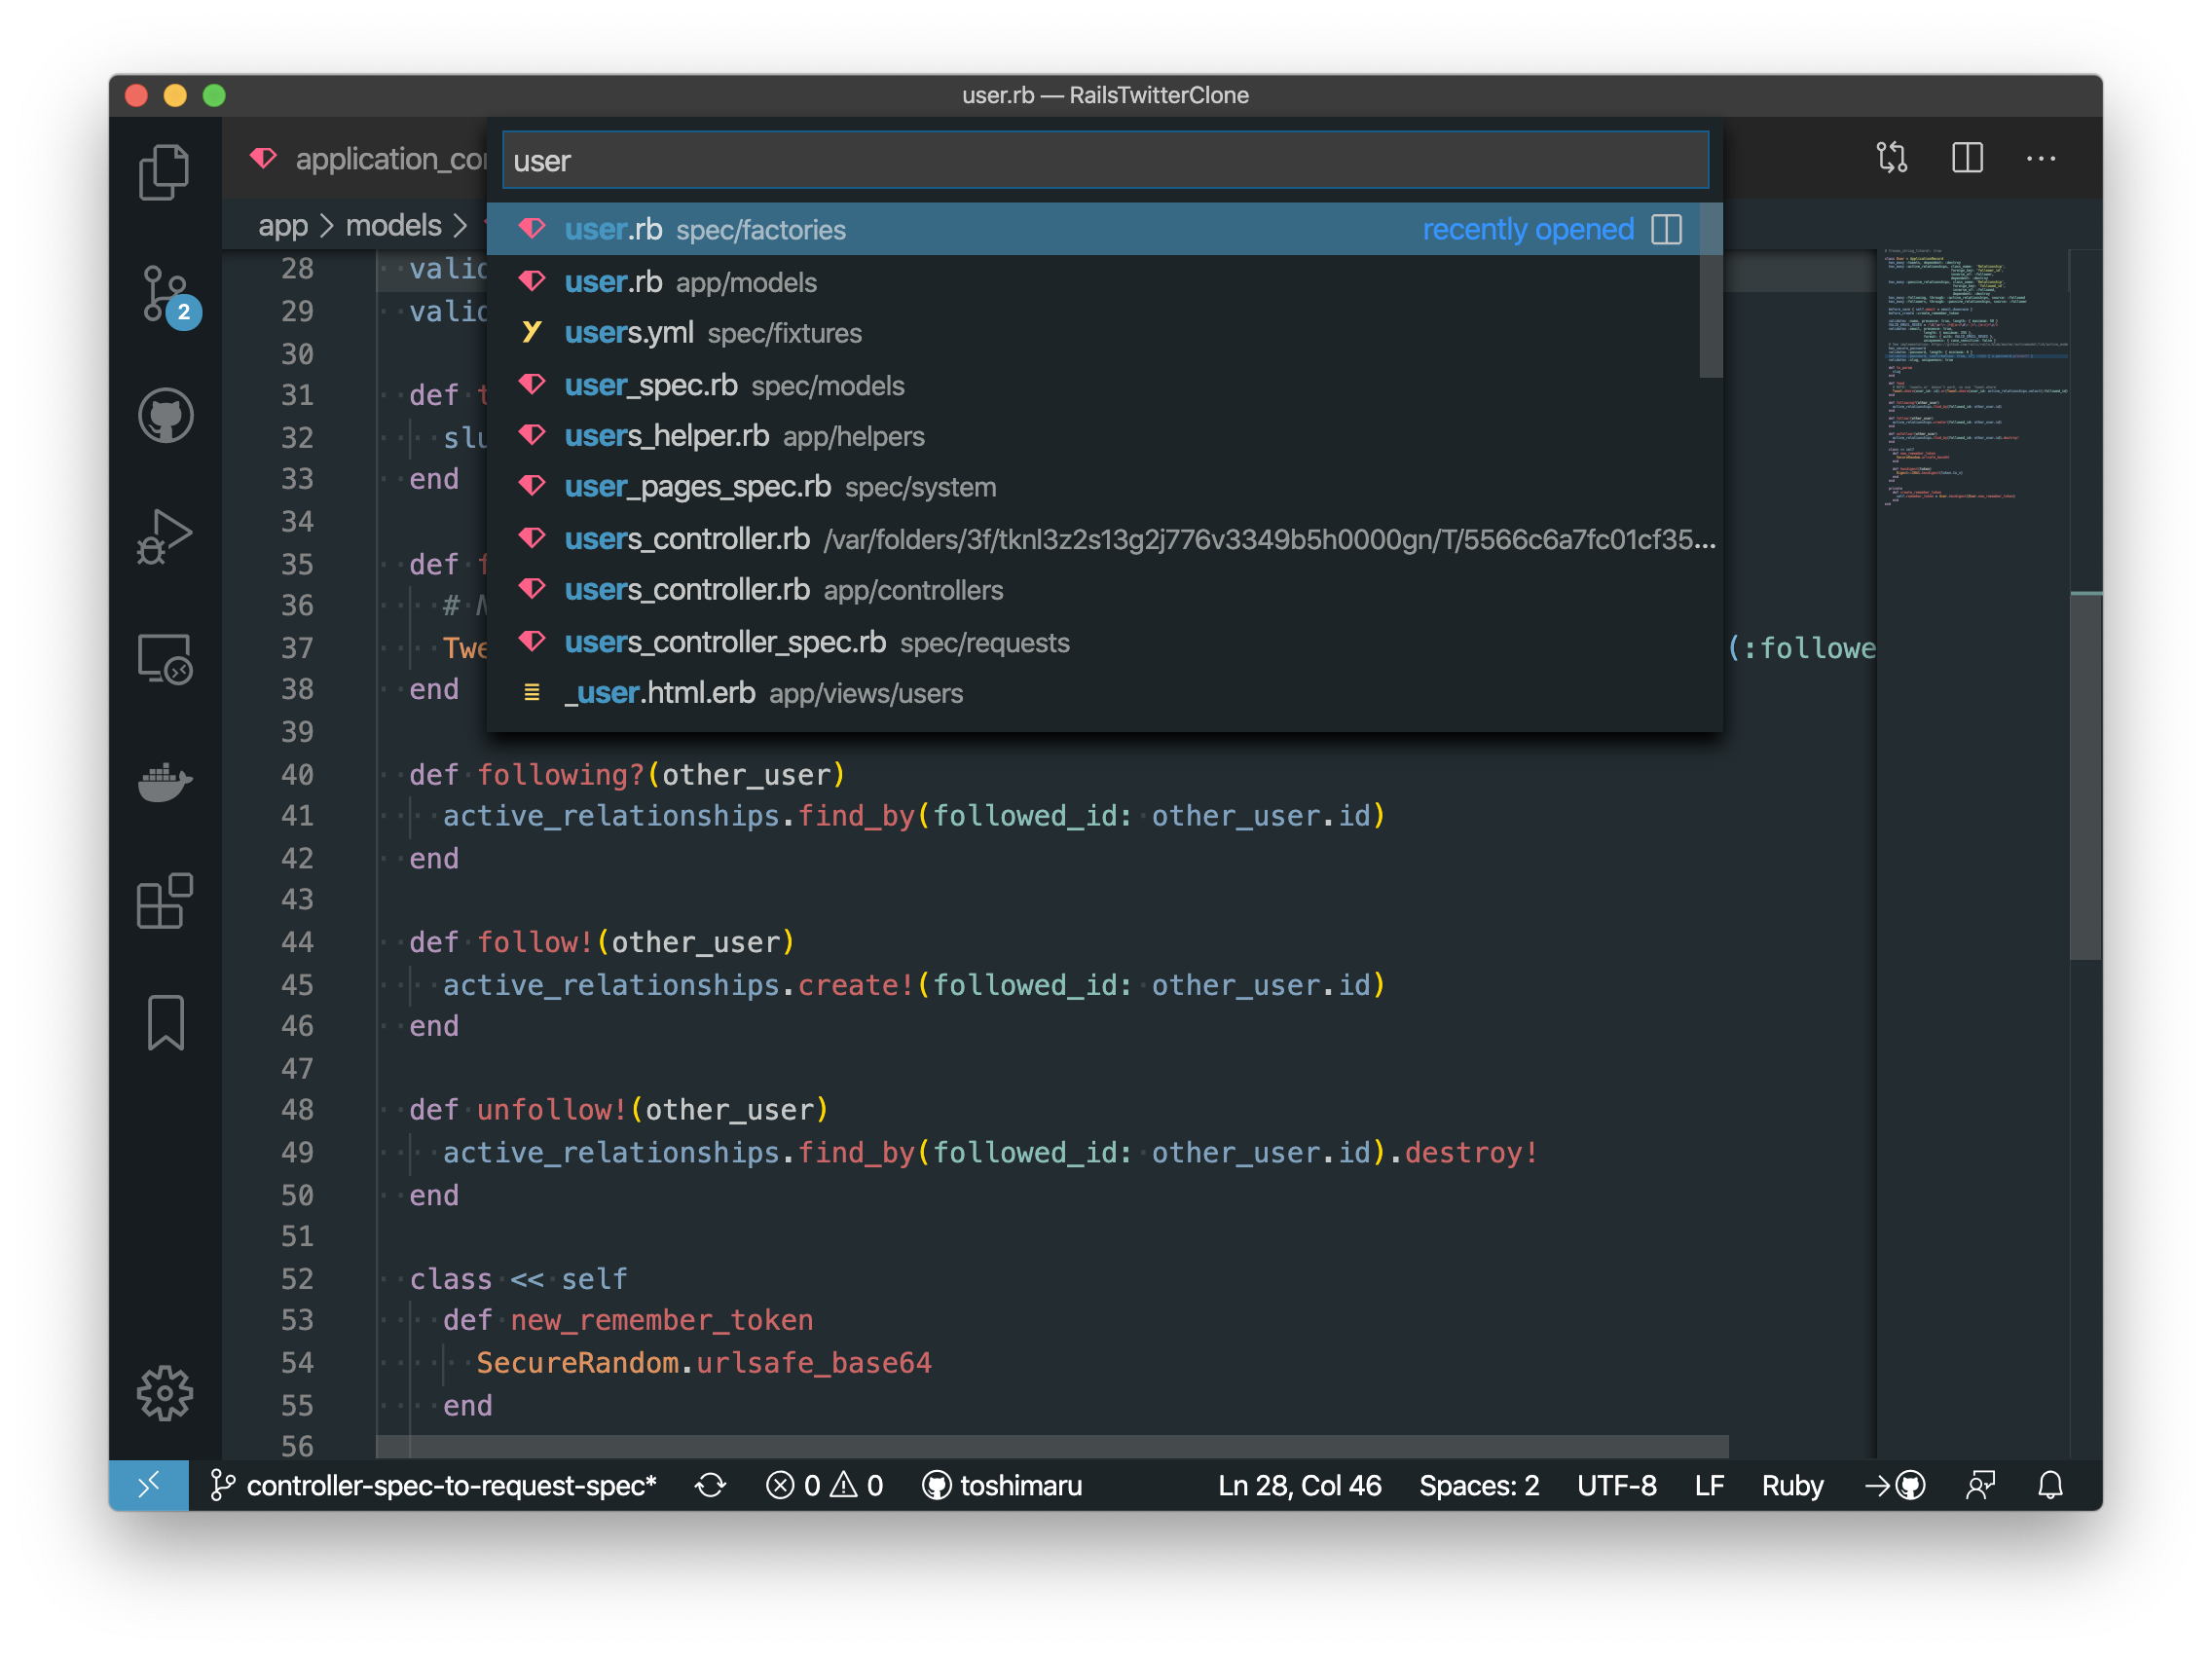 user.rb — RailsTwitterClone
application_con
user
app > models >
user.rb spec/factories recently opened
user.rb app/models
users.yml spec/fixtures
user_spec.rb spec/models
users_helper.rb app/helpers
user_pages_spec.rb spec/system
users_controller.rb /var/folders/3f/tknl3z2s13g2j776v3349b5h0000gn/T/5566c6a7fc01cf35...
users_controller.rb app/controllers
users_controller_spec.rb spec/requests
_user.html.erb app/views/users
2
28 valid
29 valid
30
31 def t
32 slu
33 end
34
35 def f
36 # N
37 Twe (:followe
38 end
39
40 def following?(other_user)
41 active_relationships.find_by(followed_id: other_user.id)
42 end
43
44 def follow!(other_user)
45 active_relationships.create!(followed_id: other_user.id)
46 end
47
48 def unfollow!(other_user)
49 active_relationships.find_by(followed_id: other_user.id).destroy!
50 end
51
52 class << self
53 def new_remember_token
54 SecureRandom.urlsafe_base64
55 end
56
controller-spec-to-request-spec* 0 0 toshimaru Ln 28, Col 46 Spaces: 2 UTF-8 LF Ruby